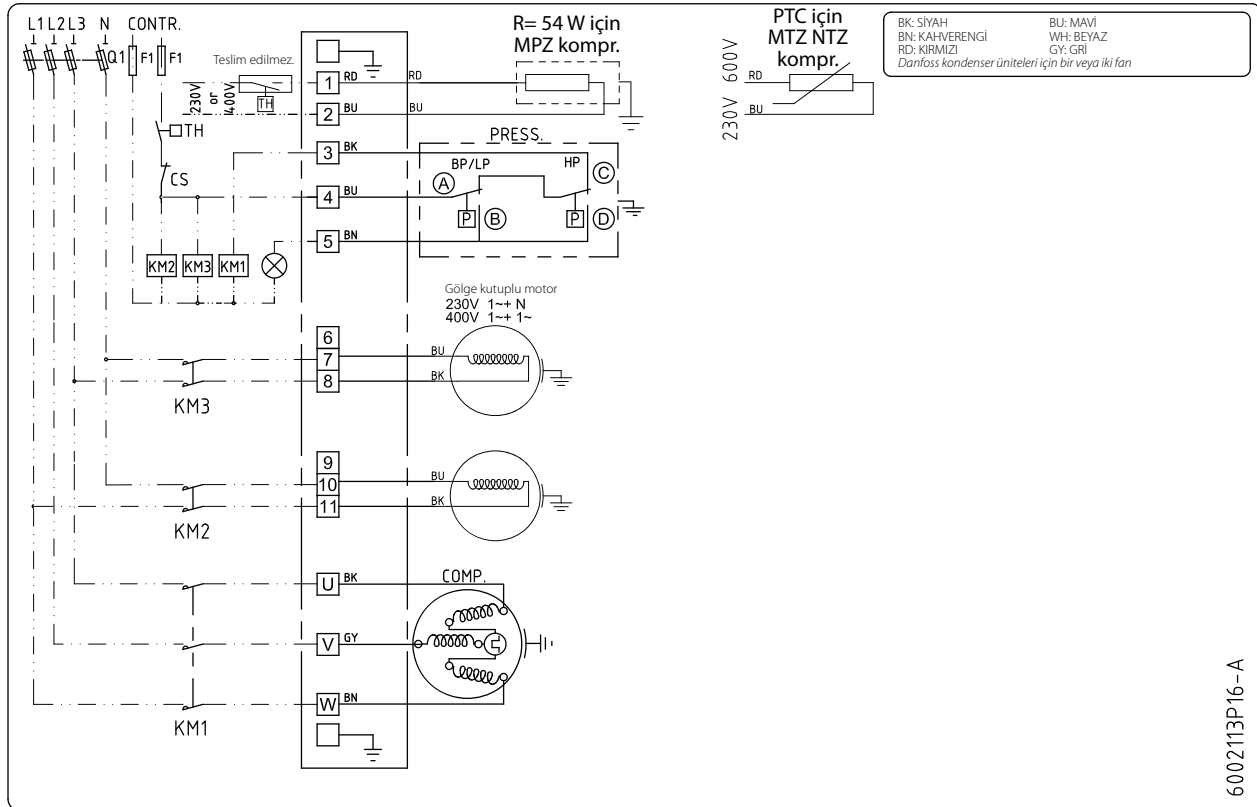 L1 L2 L3 N CONTR.
Q1 F1 F1
Teslim edilmez.
230V or 400V
TH
TH
CS
KM2 KM3 KM1
R= 54 W için
MPZ kompr.
PTC için
MTZ NTZ
kompr.
230V 600V
RD
BU
BK: SİYAH BU: MAVİ
BN: KAHVERENGİ WH: BEYAZ
RD: KIRMIZI GY: GRİ
Danfoss kondenser üniteleri için bir veya iki fan
1 RD RD
2 BU BU
3 BK
4 BU
5 BN
PRESS.
BP/LP HP
A C
P B P D
Gölge kutuplu motor
230V 1~+ N
400V 1~+ 1~
6
7 BU
8 BK
KM3
9
10 BU
11 BK
KM2
U BK
COMP.
V GY
W BN
KM1
6002113P16-A